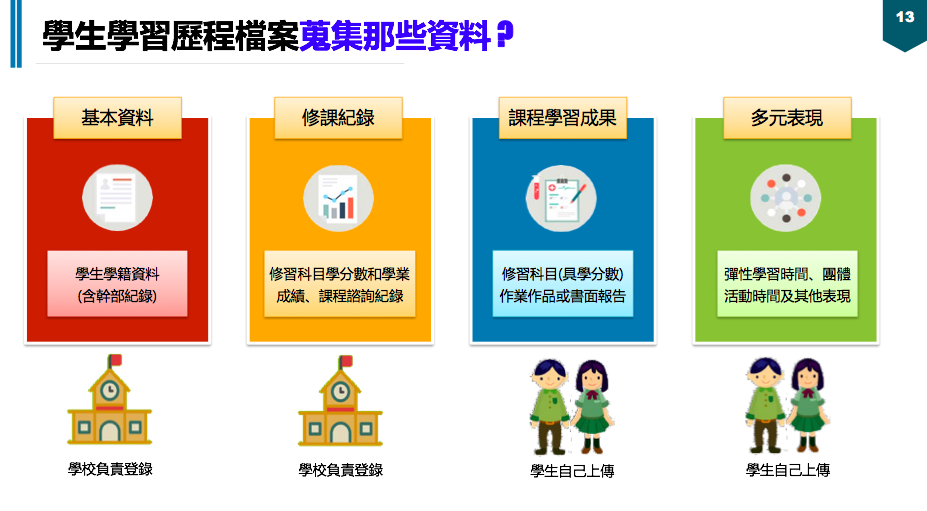 學生學習歷程檔案蒐集那些資料？
13
基本資料
學生學籍資料
(含幹部紀錄)
學校負責登錄
修課紀錄
修習科目學分數和學業
成績、課程諮詢紀錄
學校負責登錄
課程學習成果
修習科目(具學分數)
作業作品或書面報告
學生自己上傳
多元表現
彈性學習時間、團體
活動時間及其他表現
學生自己上傳